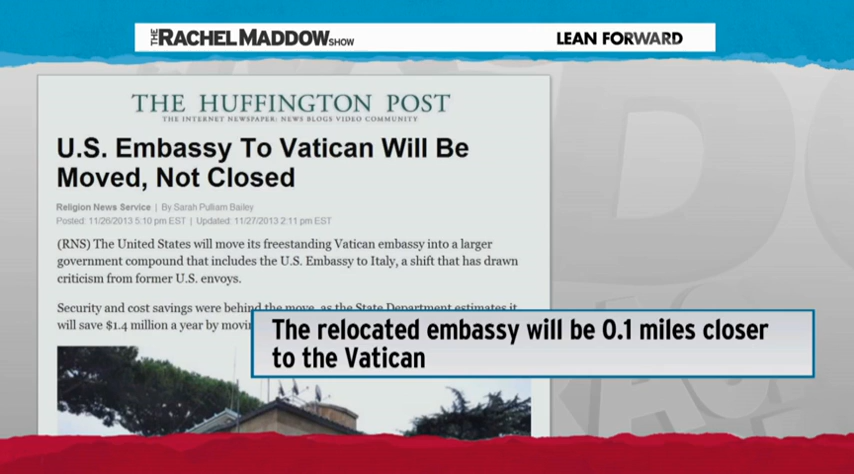 THE RACHEL MADDOW SHOW
LEAN FORWARD
THE HUFFINGTON POST
THE INTERNET NEWSPAPER: NEWS BLOGS VIDEO COMMUNITY
U.S. Embassy To Vatican Will Be
Moved, Not Closed
Religion News Service | By Sarah Pulliam Bailey
Posted: 11/26/2013 5:10 pm EST | Updated: 11/27/2013 2:11 pm EST
(RNS) The United States will move its freestanding Vatican embassy into a larger
government compound that includes the U.S. Embassy to Italy, a shift that has drawn
criticism from former U.S. envoys.
Security and cost savings were behind the move, as the State Department estimates it
will save $1.4 million a year by
The relocated embassy will be 0.1 miles closer
to the Vatican